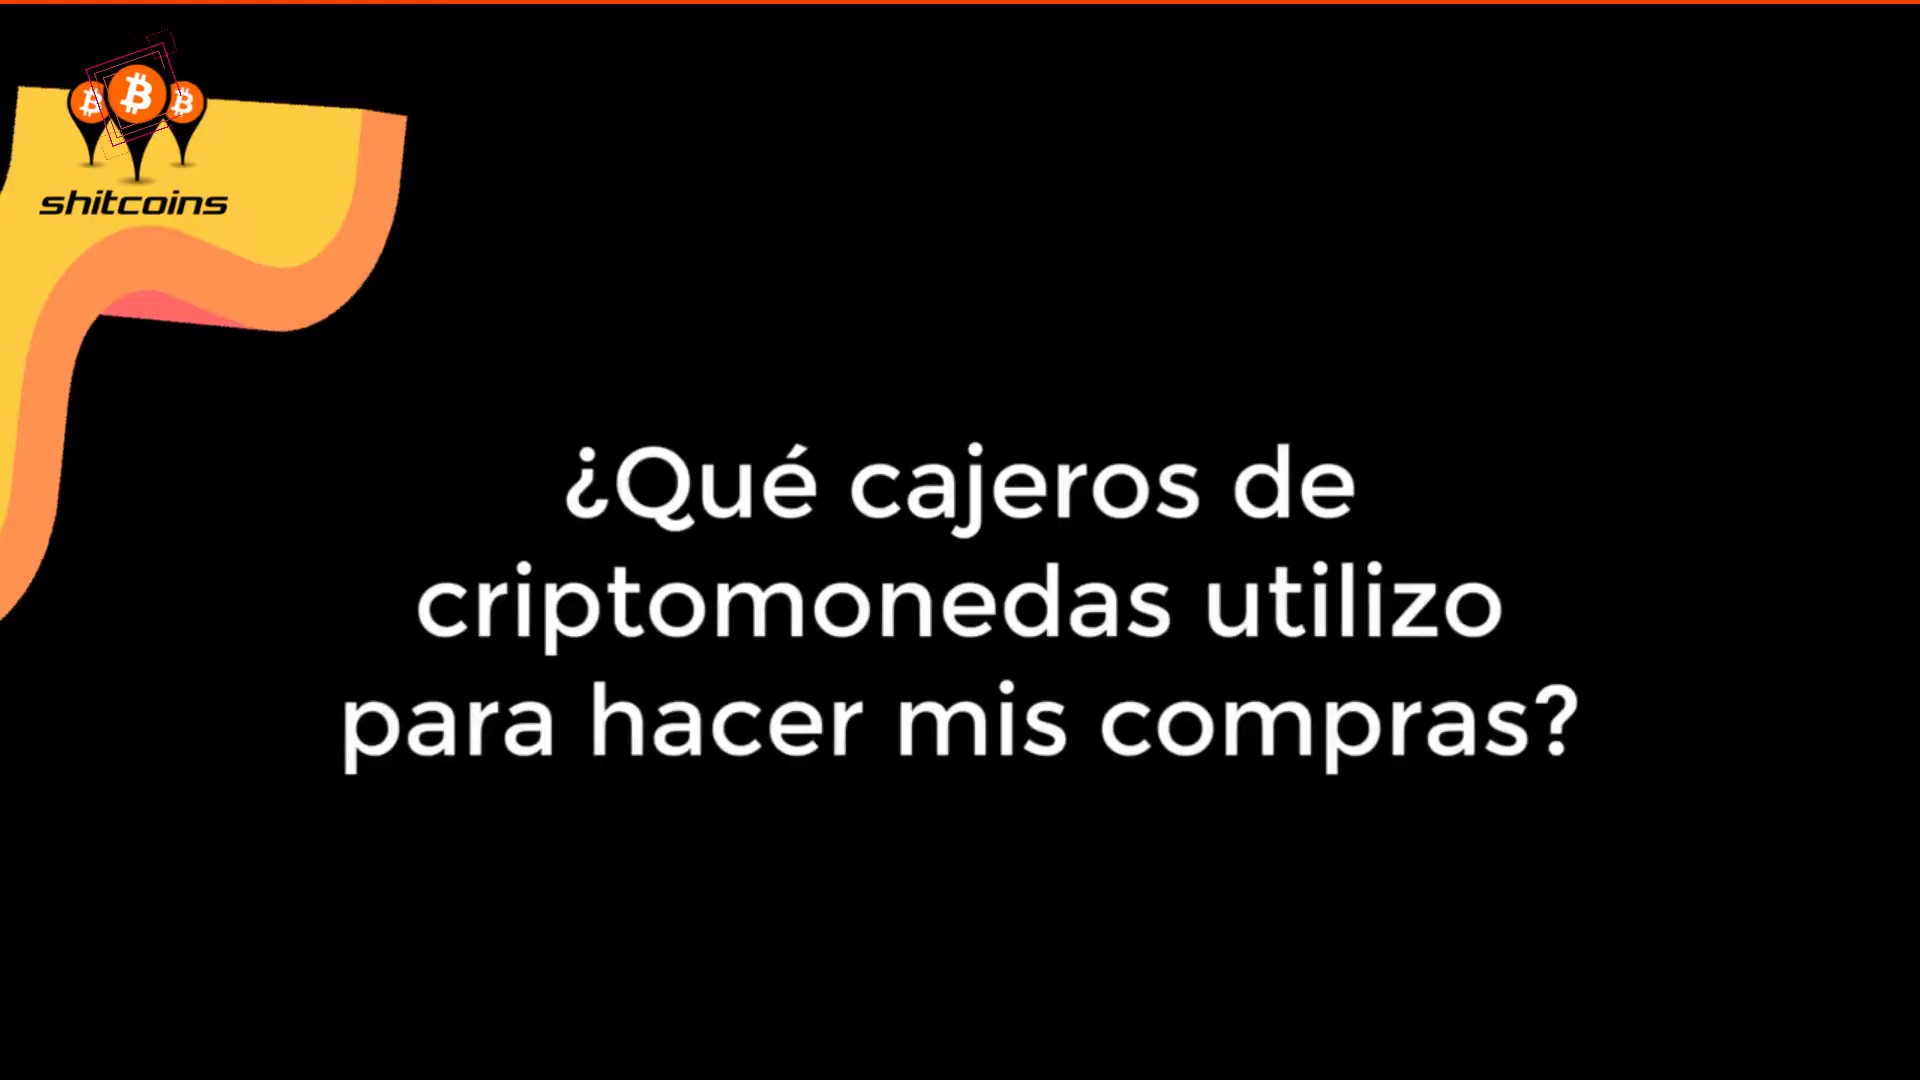 shitcoins
¿Qué cajeros de
criptomonedas utilizo
para hacer mis compras?